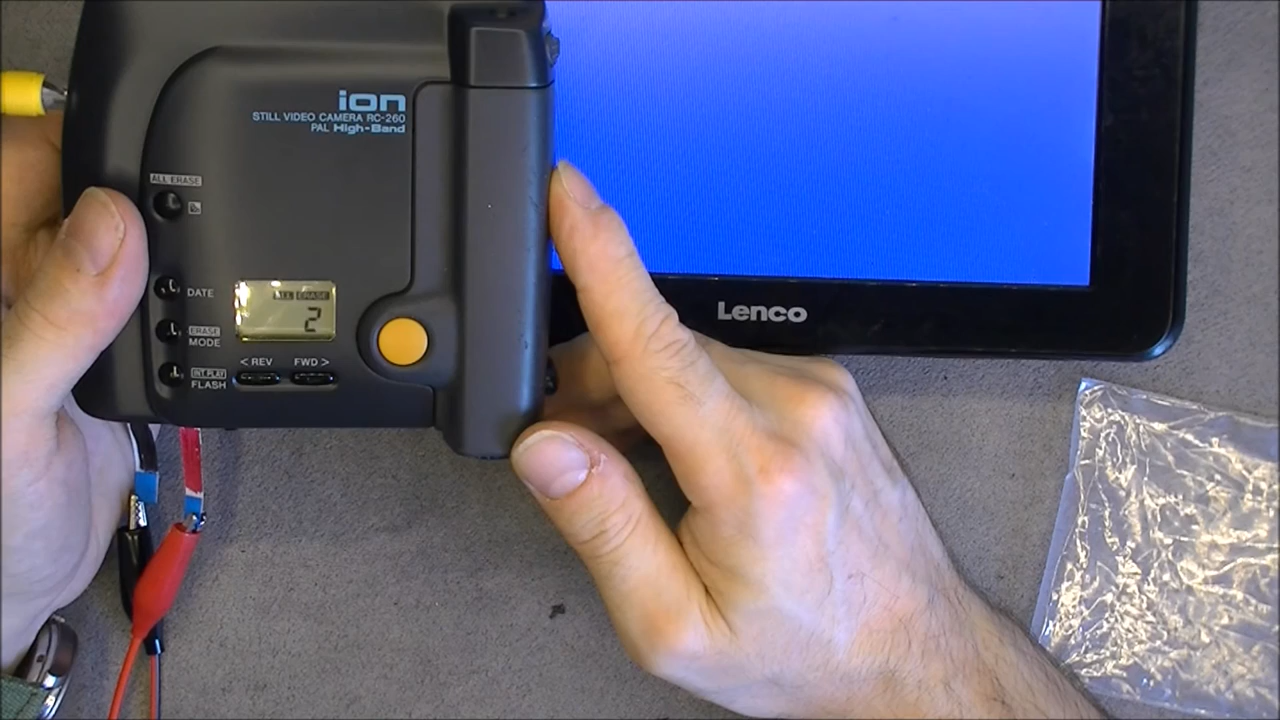 ion
STILL VIDEO CAMERA RC-260
PAL High-Band
ALL ERASE
DATE
ALL ERASE
2
ERASE
MODE
< REV FWD >
INT.PLAY
FLASH
Lenco